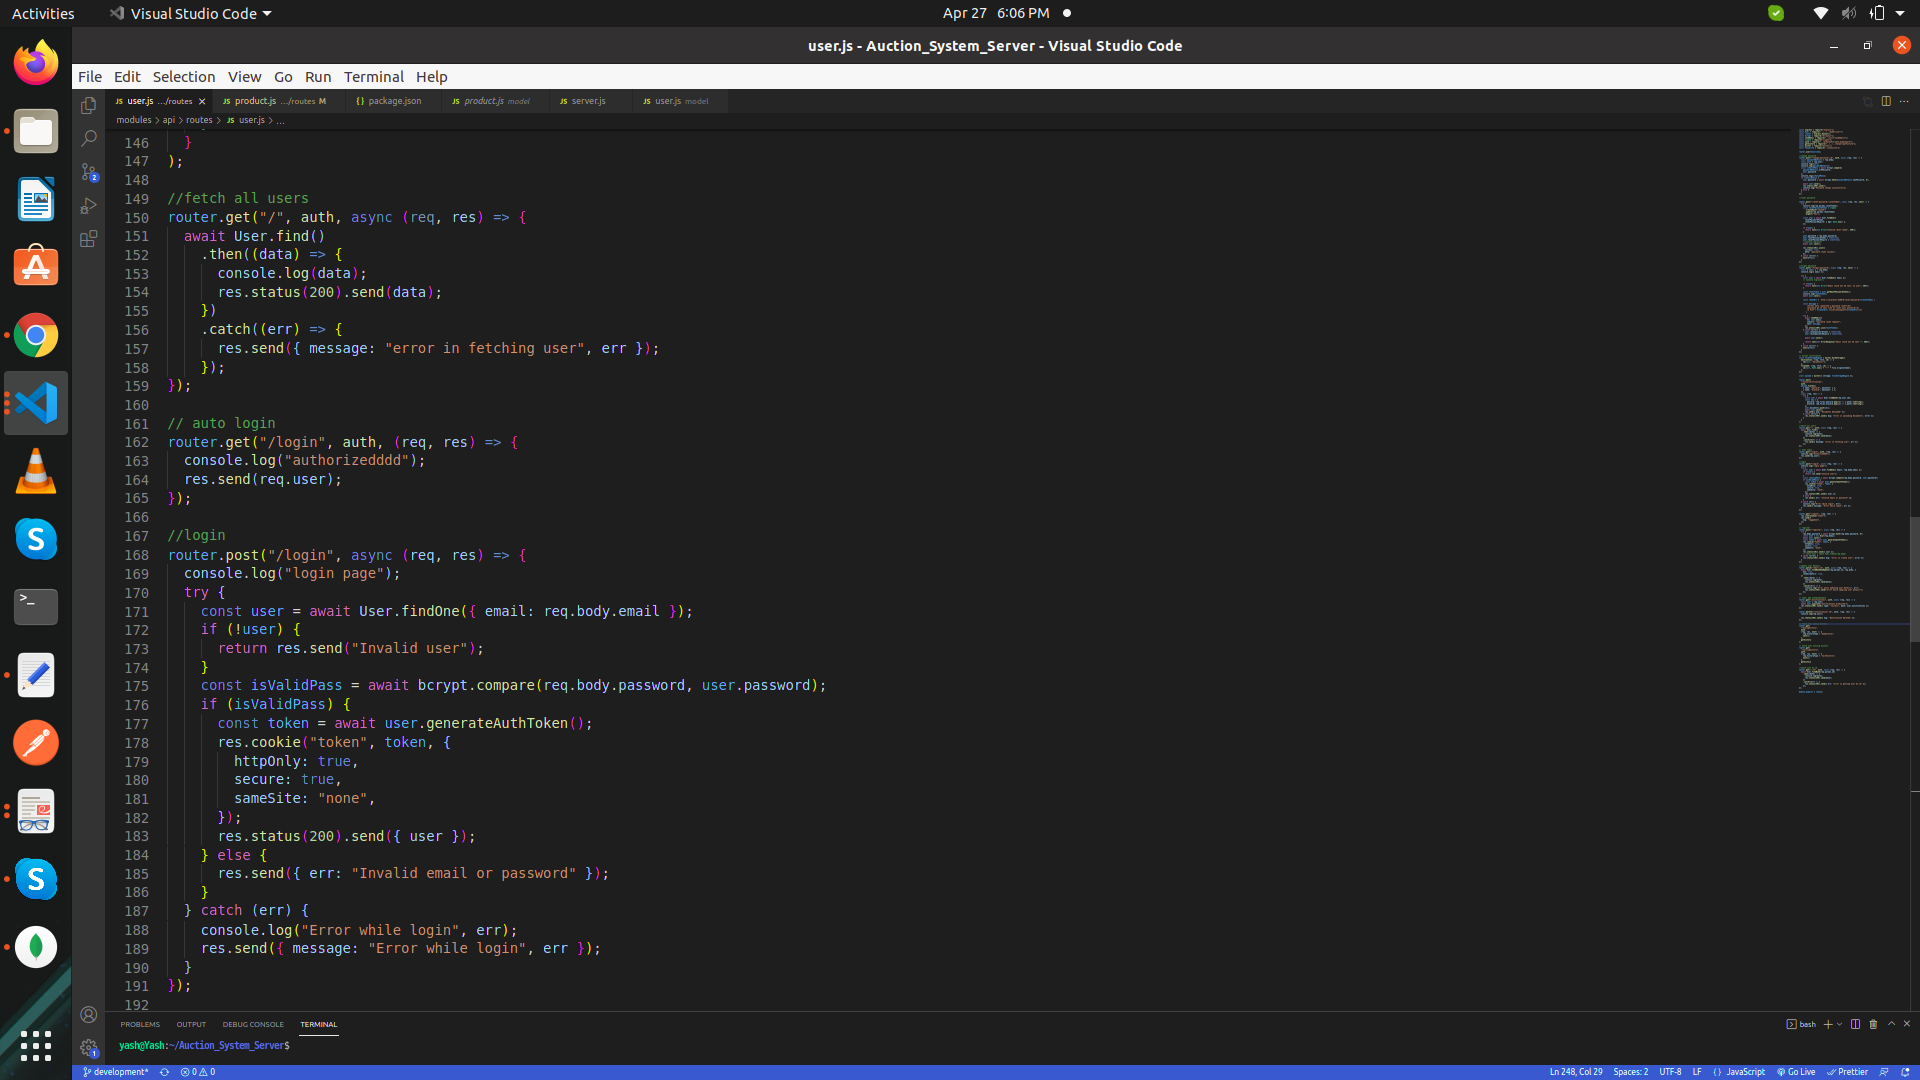 Activities
Visual Studio Code
Apr 27 6:06 PM
user.js - Auction_System_Server - Visual Studio Code
File Edit Selection View Go Run Terminal Help
JS user.js .../routes
JS product.js .../routes M
{} package.json
JS product.js model
JS server.js
JS user.js model
modules > api > routes > JS user.js > ...
146 }
147 );
148
149 //fetch all users
150 router.get("/", auth, async (req, res) => {
151 await User.find()
152 .then((data) => {
153 console.log(data);
154 res.status(200).send(data);
155 })
156 .catch((err) => {
157 res.send({ message: "error in fetching user", err });
158 });
159 });
160
161 // auto login
162 router.get("/login", auth, (req, res) => {
163 console.log("authorizedddd");
164 res.send(req.user);
165 });
166
167 //login
168 router.post("/login", async (req, res) => {
169 console.log("login page");
170 try {
171 const user = await User.findOne({ email: req.body.email });
172 if (!user) {
173 return res.send("Invalid user");
174 }
175 const isValidPass = await bcrypt.compare(req.body.password, user.password);
176 if (isValidPass) {
177 const token = await user.generateAuthToken();
178 res.cookie("token", token, {
179 httpOnly: true,
180 secure: true,
181 sameSite: "none",
182 });
183 res.status(200).send({ user });
184 } else {
185 res.send({ err: "Invalid email or password" });
186 }
187 } catch (err) {
188 console.log("Error while login", err);
189 res.send({ message: "Error while login", err });
190 }
191 });
192
PROBLEMS OUTPUT DEBUG CONSOLE TERMINAL
bash
yash@Yash:~/Auction_System_Server$
development* 0 0
Ln 248, Col 29 Spaces: 2 UTF-8 LF {} JavaScript Go Live Prettier